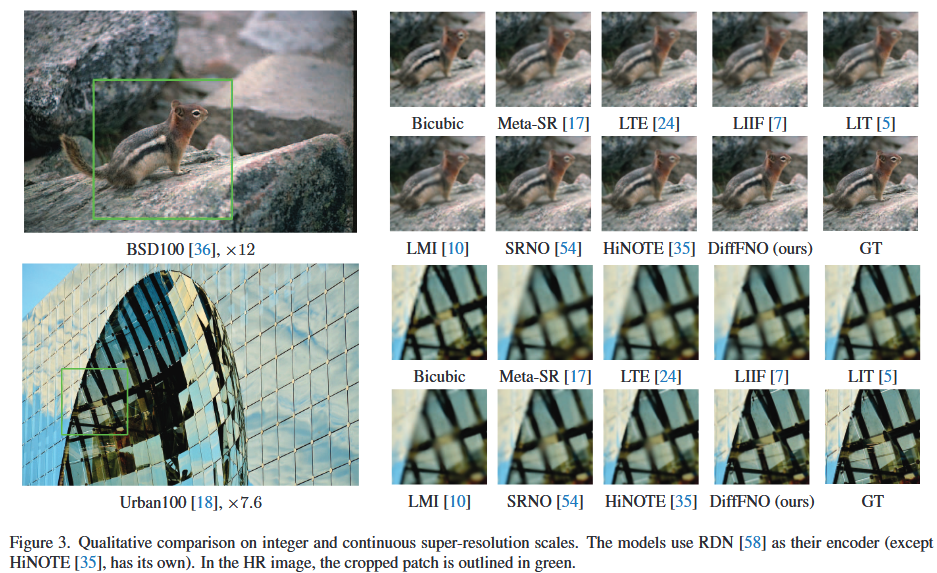 Bicubic Meta-SR [17] LTE [24] LIIF [7] LIT [5]
LMI [10] SRNO [54] HiNOTE [35] DiffFNO (ours) GT
BSD100 [36], ×12
Bicubic Meta-SR [17] LTE [24] LIIF [7] LIT [5]
LMI [10] SRNO [54] HiNOTE [35] DiffFNO (ours) GT
Urban100 [18], ×7.6
Figure 3. Qualitative comparison on integer and continuous super-resolution scales. The models use RDN [58] as their encoder (except
HiNOTE [35], has its own). In the HR image, the cropped patch is outlined in green.